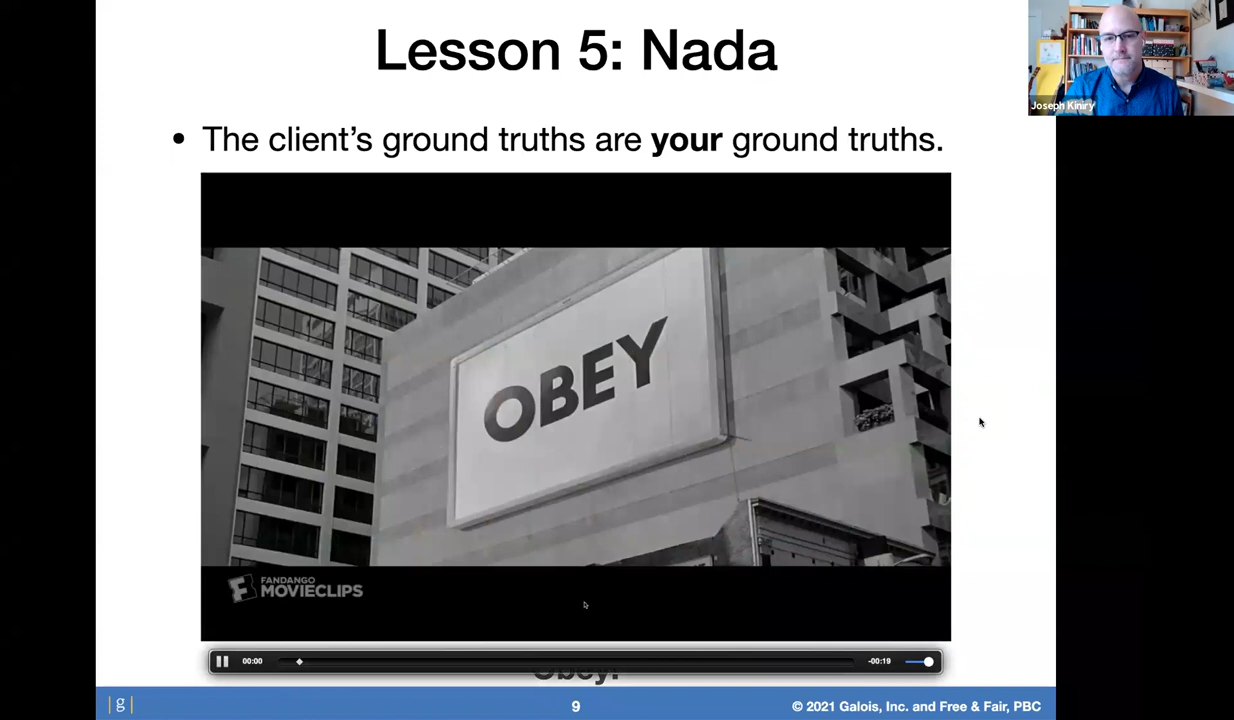 Lesson 5: Nada
Joseph Kiniry
• The client's ground truths are your ground truths.
OBEY
FANDANGO
MOVIECLIPS
00:00
-00:19
Obey!
| g |
9
© 2021 Galois, Inc. and Free & Fair, PBC